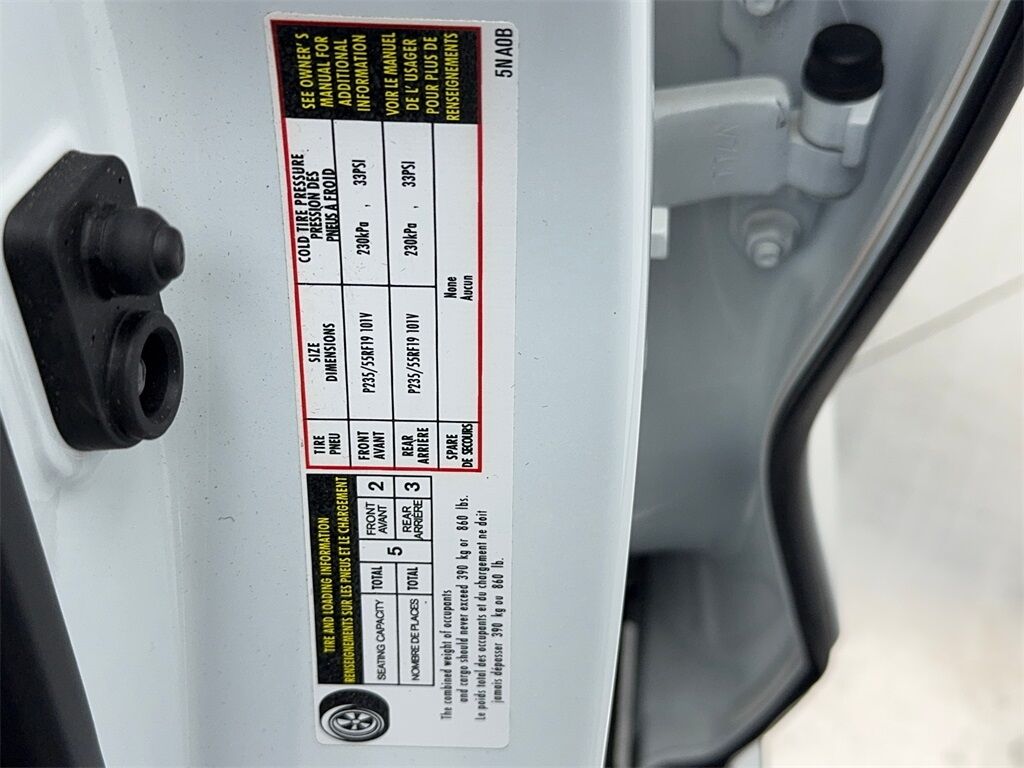 TIRE AND LOADING INFORMATION
RENSEIGNEMENTS SUR LES PNEUS ET LE CHARGEMENT
SEATING CAPACITY
NOMBRE DE PLACES
TOTAL
TOTAL
5
FRONT
AVANT
2
REAR
ARRIÈRE
3
The combined weight of occupants
and cargo should never exceed 390 kg or 860 lbs.
Le poids total des occupants et du chargement ne doit
jamais dépasser 390 kg ou 860 lb.
TIRE
PNEU
SIZE
DIMENSIONS
COLD TIRE PRESSURE
PRESSION DES
PNEUS À FROID
FRONT
AVANT
P235/55RF19 101V
230kPa , 33PSI
REAR
ARRIÈRE
P235/55RF19 101V
230kPa , 33PSI
SPARE
DE SECOURS
None
Aucun
SEE OWNER'S
MANUAL FOR
ADDITIONAL
INFORMATION
VOIR LE MANUEL
DE L' USAGER
POUR PLUS DE
RENSEIGNEMENTS
5NA0B